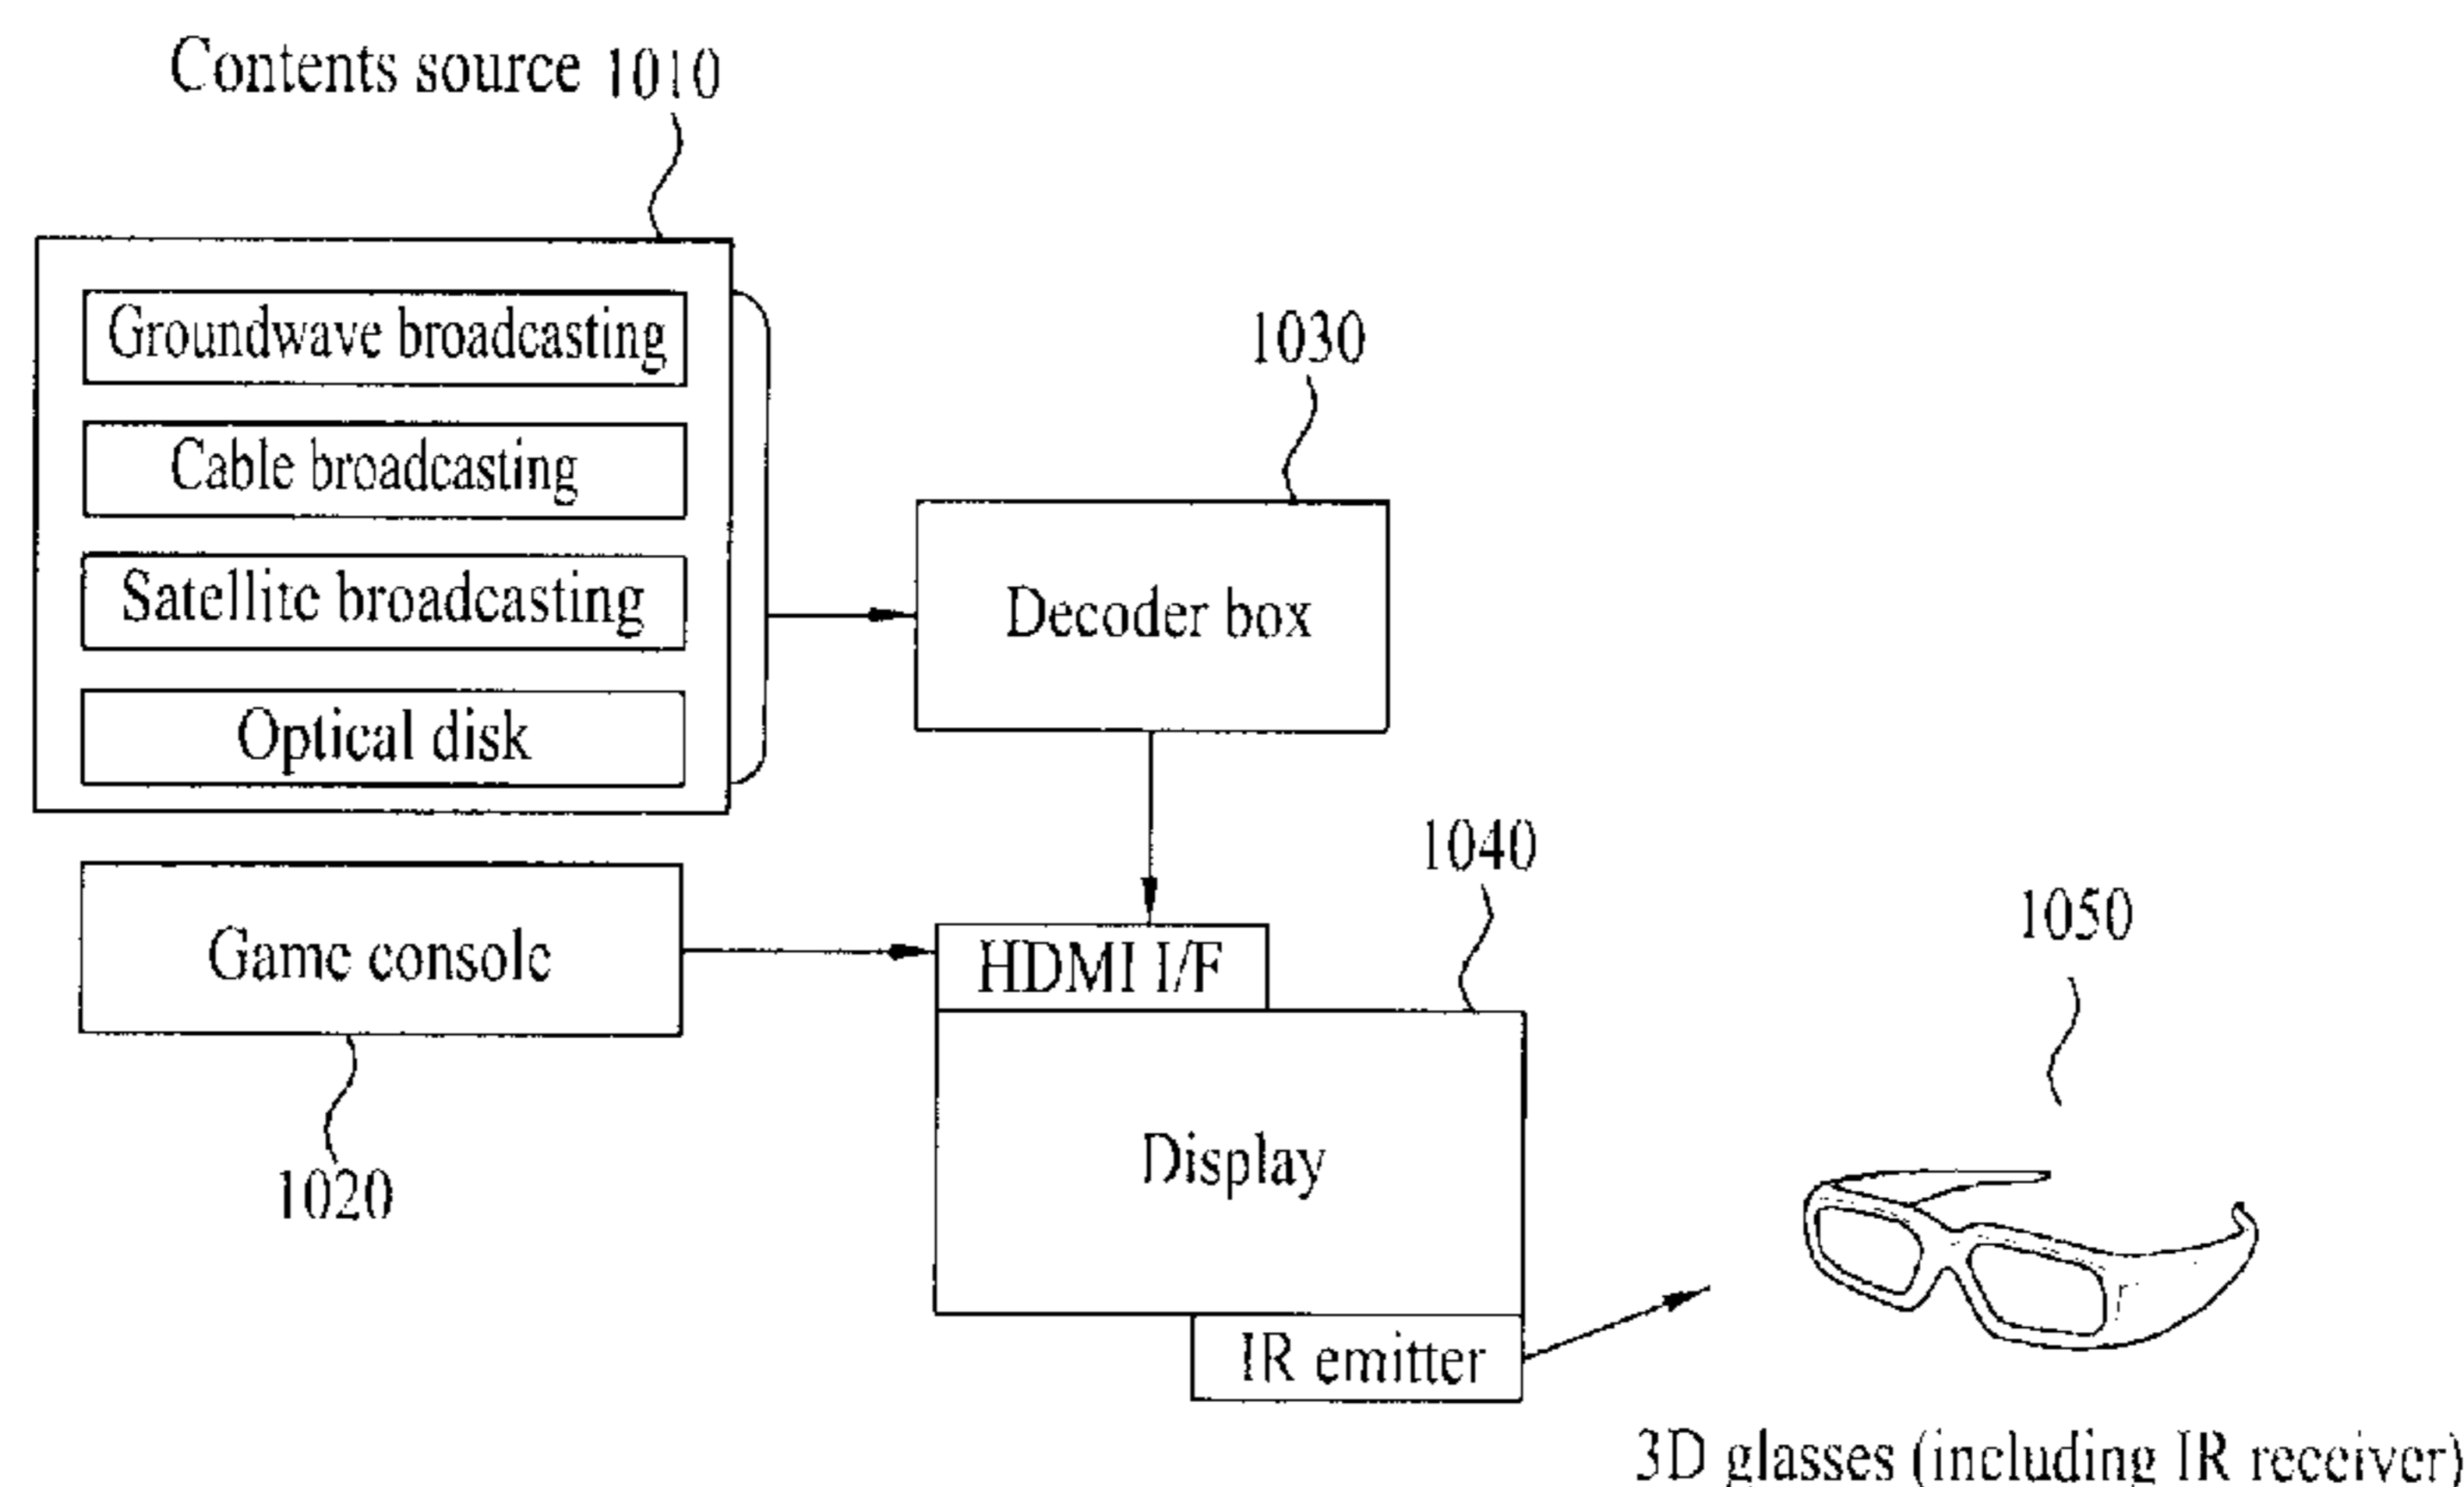 Contents source 1010
Groundwave broadcasting
Cable broadcasting
Satellite broadcasting
Optical disk
1030
Decoder box
Game console
1020
HDMI I/F
1040
Display
IR emitter
1050
3D glasses (including IR receiver)